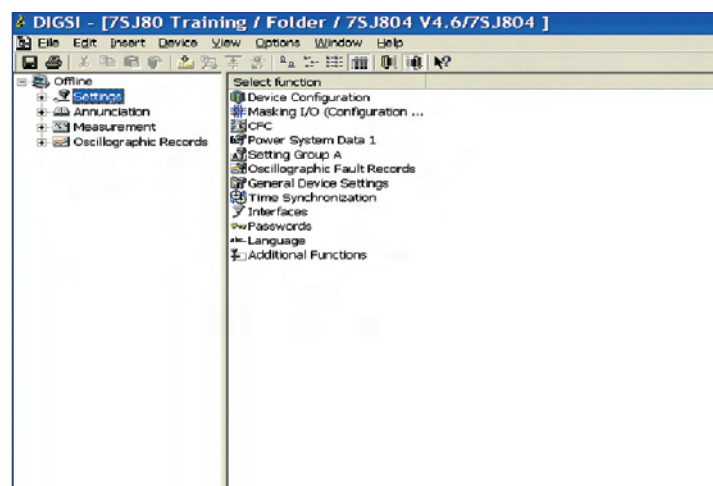 DIGSI - [7SJ80 Training / Folder / 7SJ804 V4.6/7SJ804 ]
File Edit Insert Device View Options Window Help
Offline
Settings
Annunciation
Measurement
Oscillographic Records
Select function
Device Configuration
Masking I/O (Configuration ...
CFC
Power System Data 1
Setting Group A
Oscillographic Fault Records
General Device Settings
Time Synchronization
Interfaces
Passwords
Language
Additional Functions